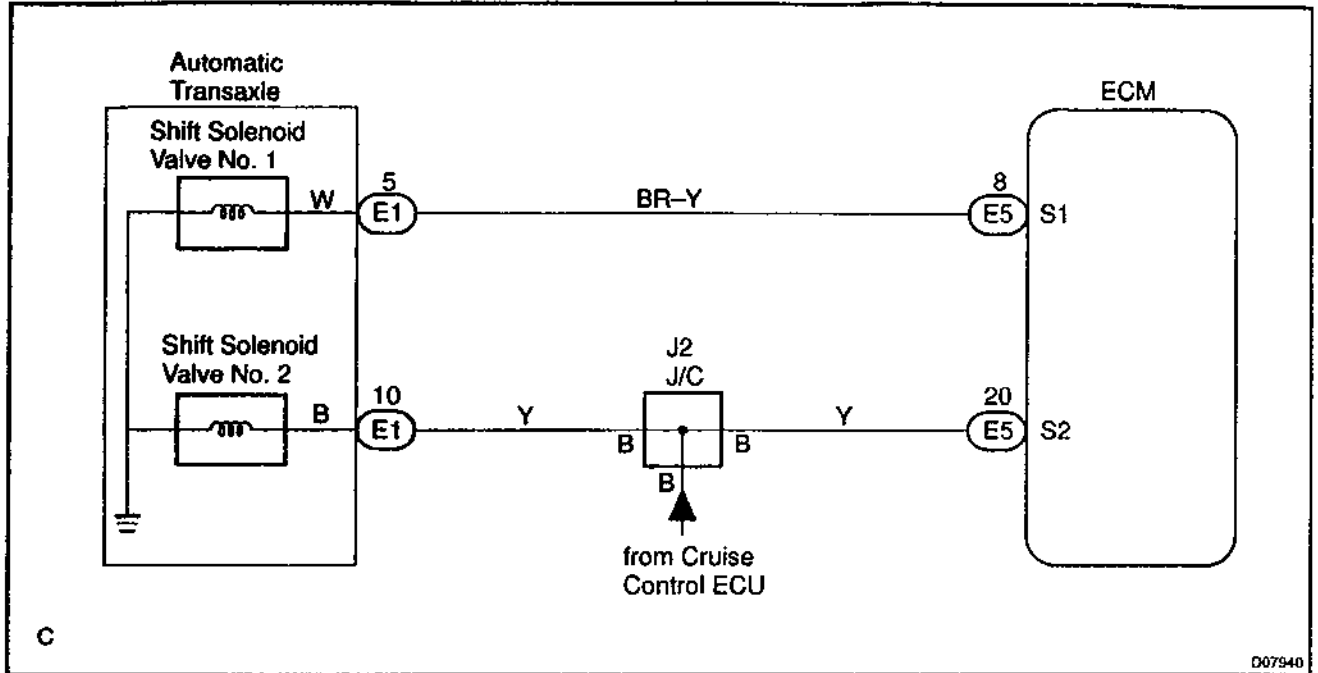 Automatic
Transaxle
ECM
Shift Solenoid
Valve No. 1
W
5
E1
BR–Y
8
E5
S1
Shift Solenoid
Valve No. 2
B
10
E1
Y
J2
J/C
B
B
B
Y
20
E5
S2
from Cruise
Control ECU
C
D07940